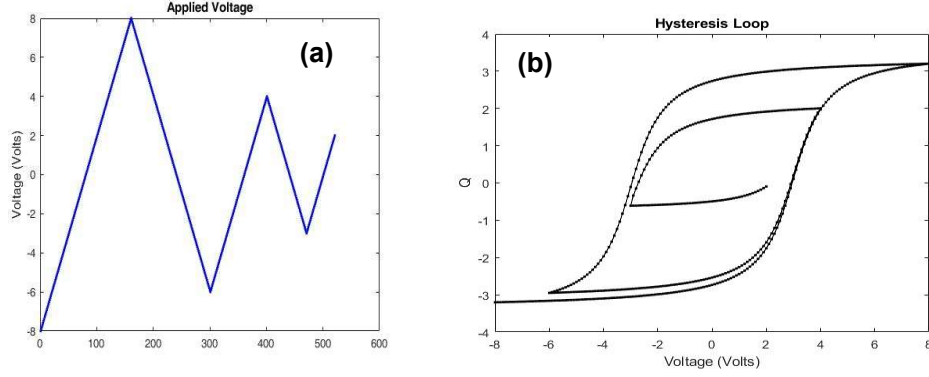 Applied Voltage
(a)
8
6
4
2
0
-2
-4
-6
-8
Voltage (Volts)
0 100 200 300 400 500 600
Hysteresis Loop
(b)
4
3
2
1
0
-1
-2
-3
-4
Q
-8 -6 -4 -2 0 2 4 6 8
Voltage (Volts)